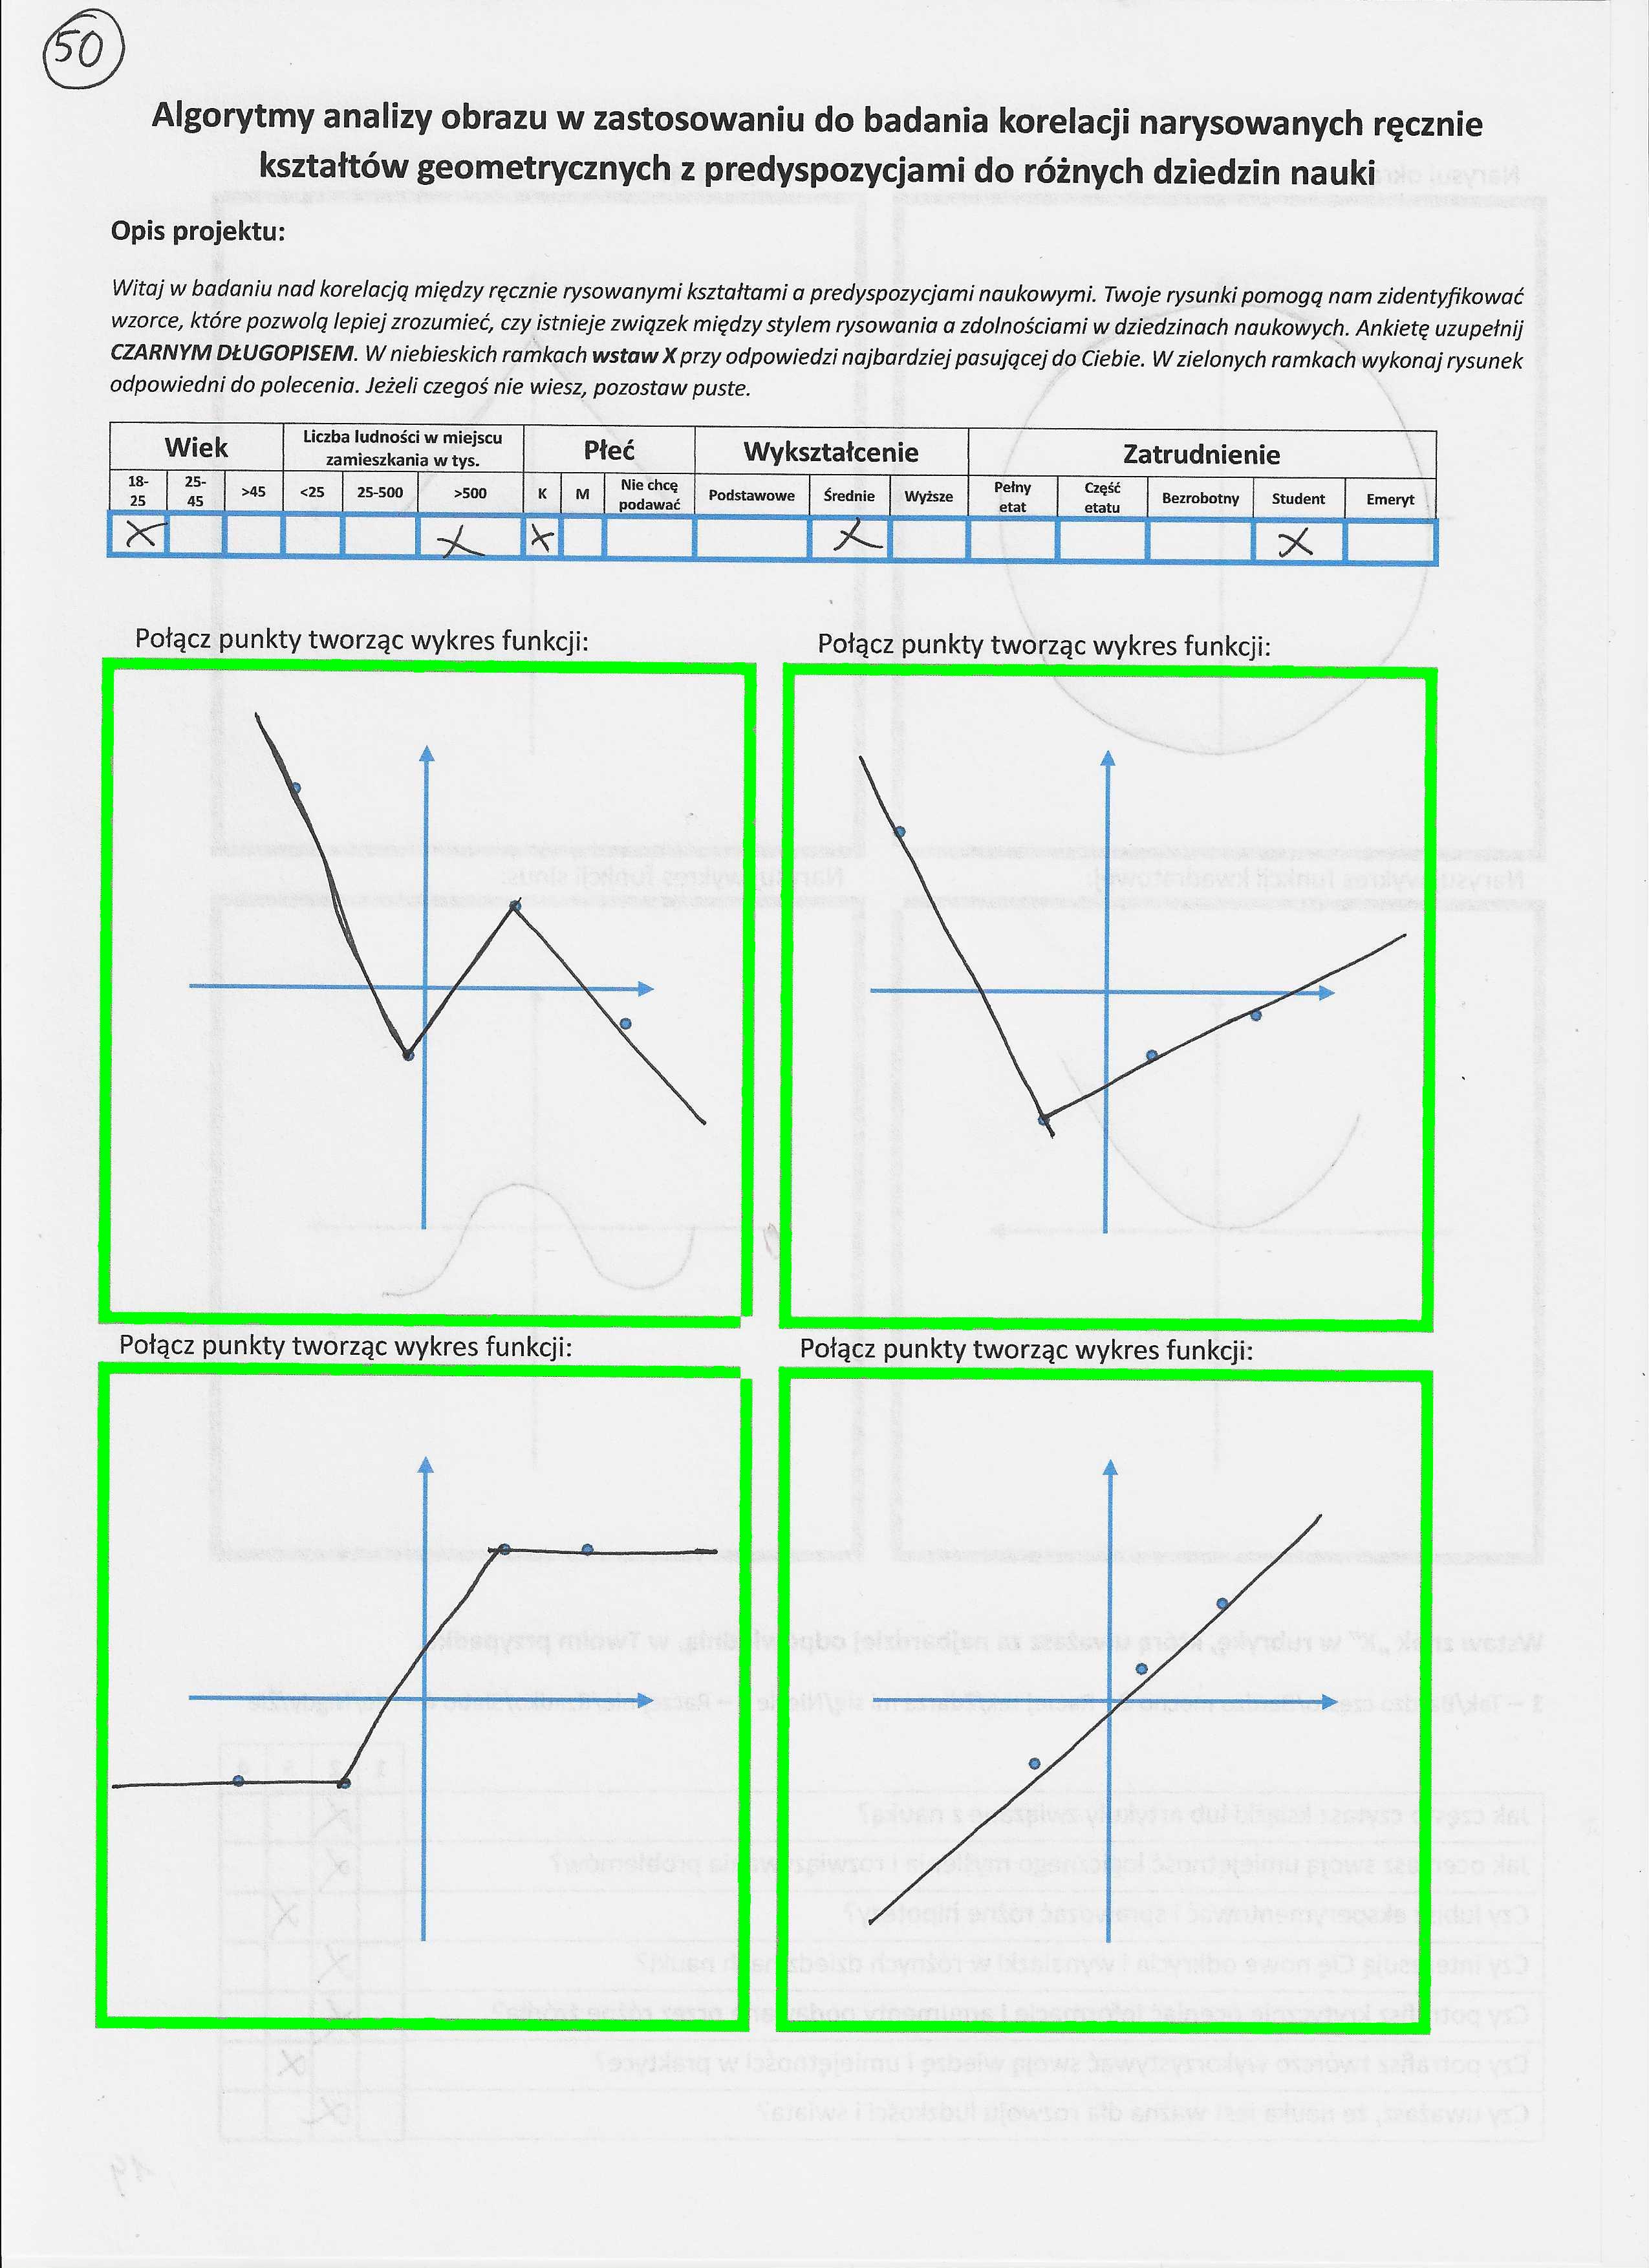 50
Algorytmy analizy obrazu w zastosowaniu do badania korelacji narysowanych ręcznie
kształtów geometrycznych z predyspozycjami do różnych dziedzin nauki
Opis projektu:
Witaj w badaniu nad korelacją między ręcznie rysowanymi kształtami a predyspozycjami naukowymi. Twoje rysunki pomogą nam zidentyfikować
wzorce, które pozwolą lepiej zrozumieć, czy istnieje związek między stylem rysowania a zdolnościami w dziedzinach naukowych. Ankietę uzupełnij
CZARNYM DŁUGOPISEM. W niebieskich ramkach wstaw X przy odpowiedzi najbardziej pasującej do Ciebie. W zielonych ramkach wykonaj rysunek
odpowiedni do polecenia. Jeżeli czegoś nie wiesz, pozostaw puste.
Wiek Liczba ludności w miejscu zamieszkania w tys. Płeć Wykształcenie Zatrudnienie
18-25 25-45 >45 <25 25-500 >500 K M Nie chcę podawać Podstawowe Średnie Wyższe Pełny etat Część etatu Bezrobotny Student Emeryt
X X X X X
Połącz punkty tworząc wykres funkcji: Połącz punkty tworząc wykres funkcji:
Połącz punkty tworząc wykres funkcji: Połącz punkty tworząc wykres funkcji: